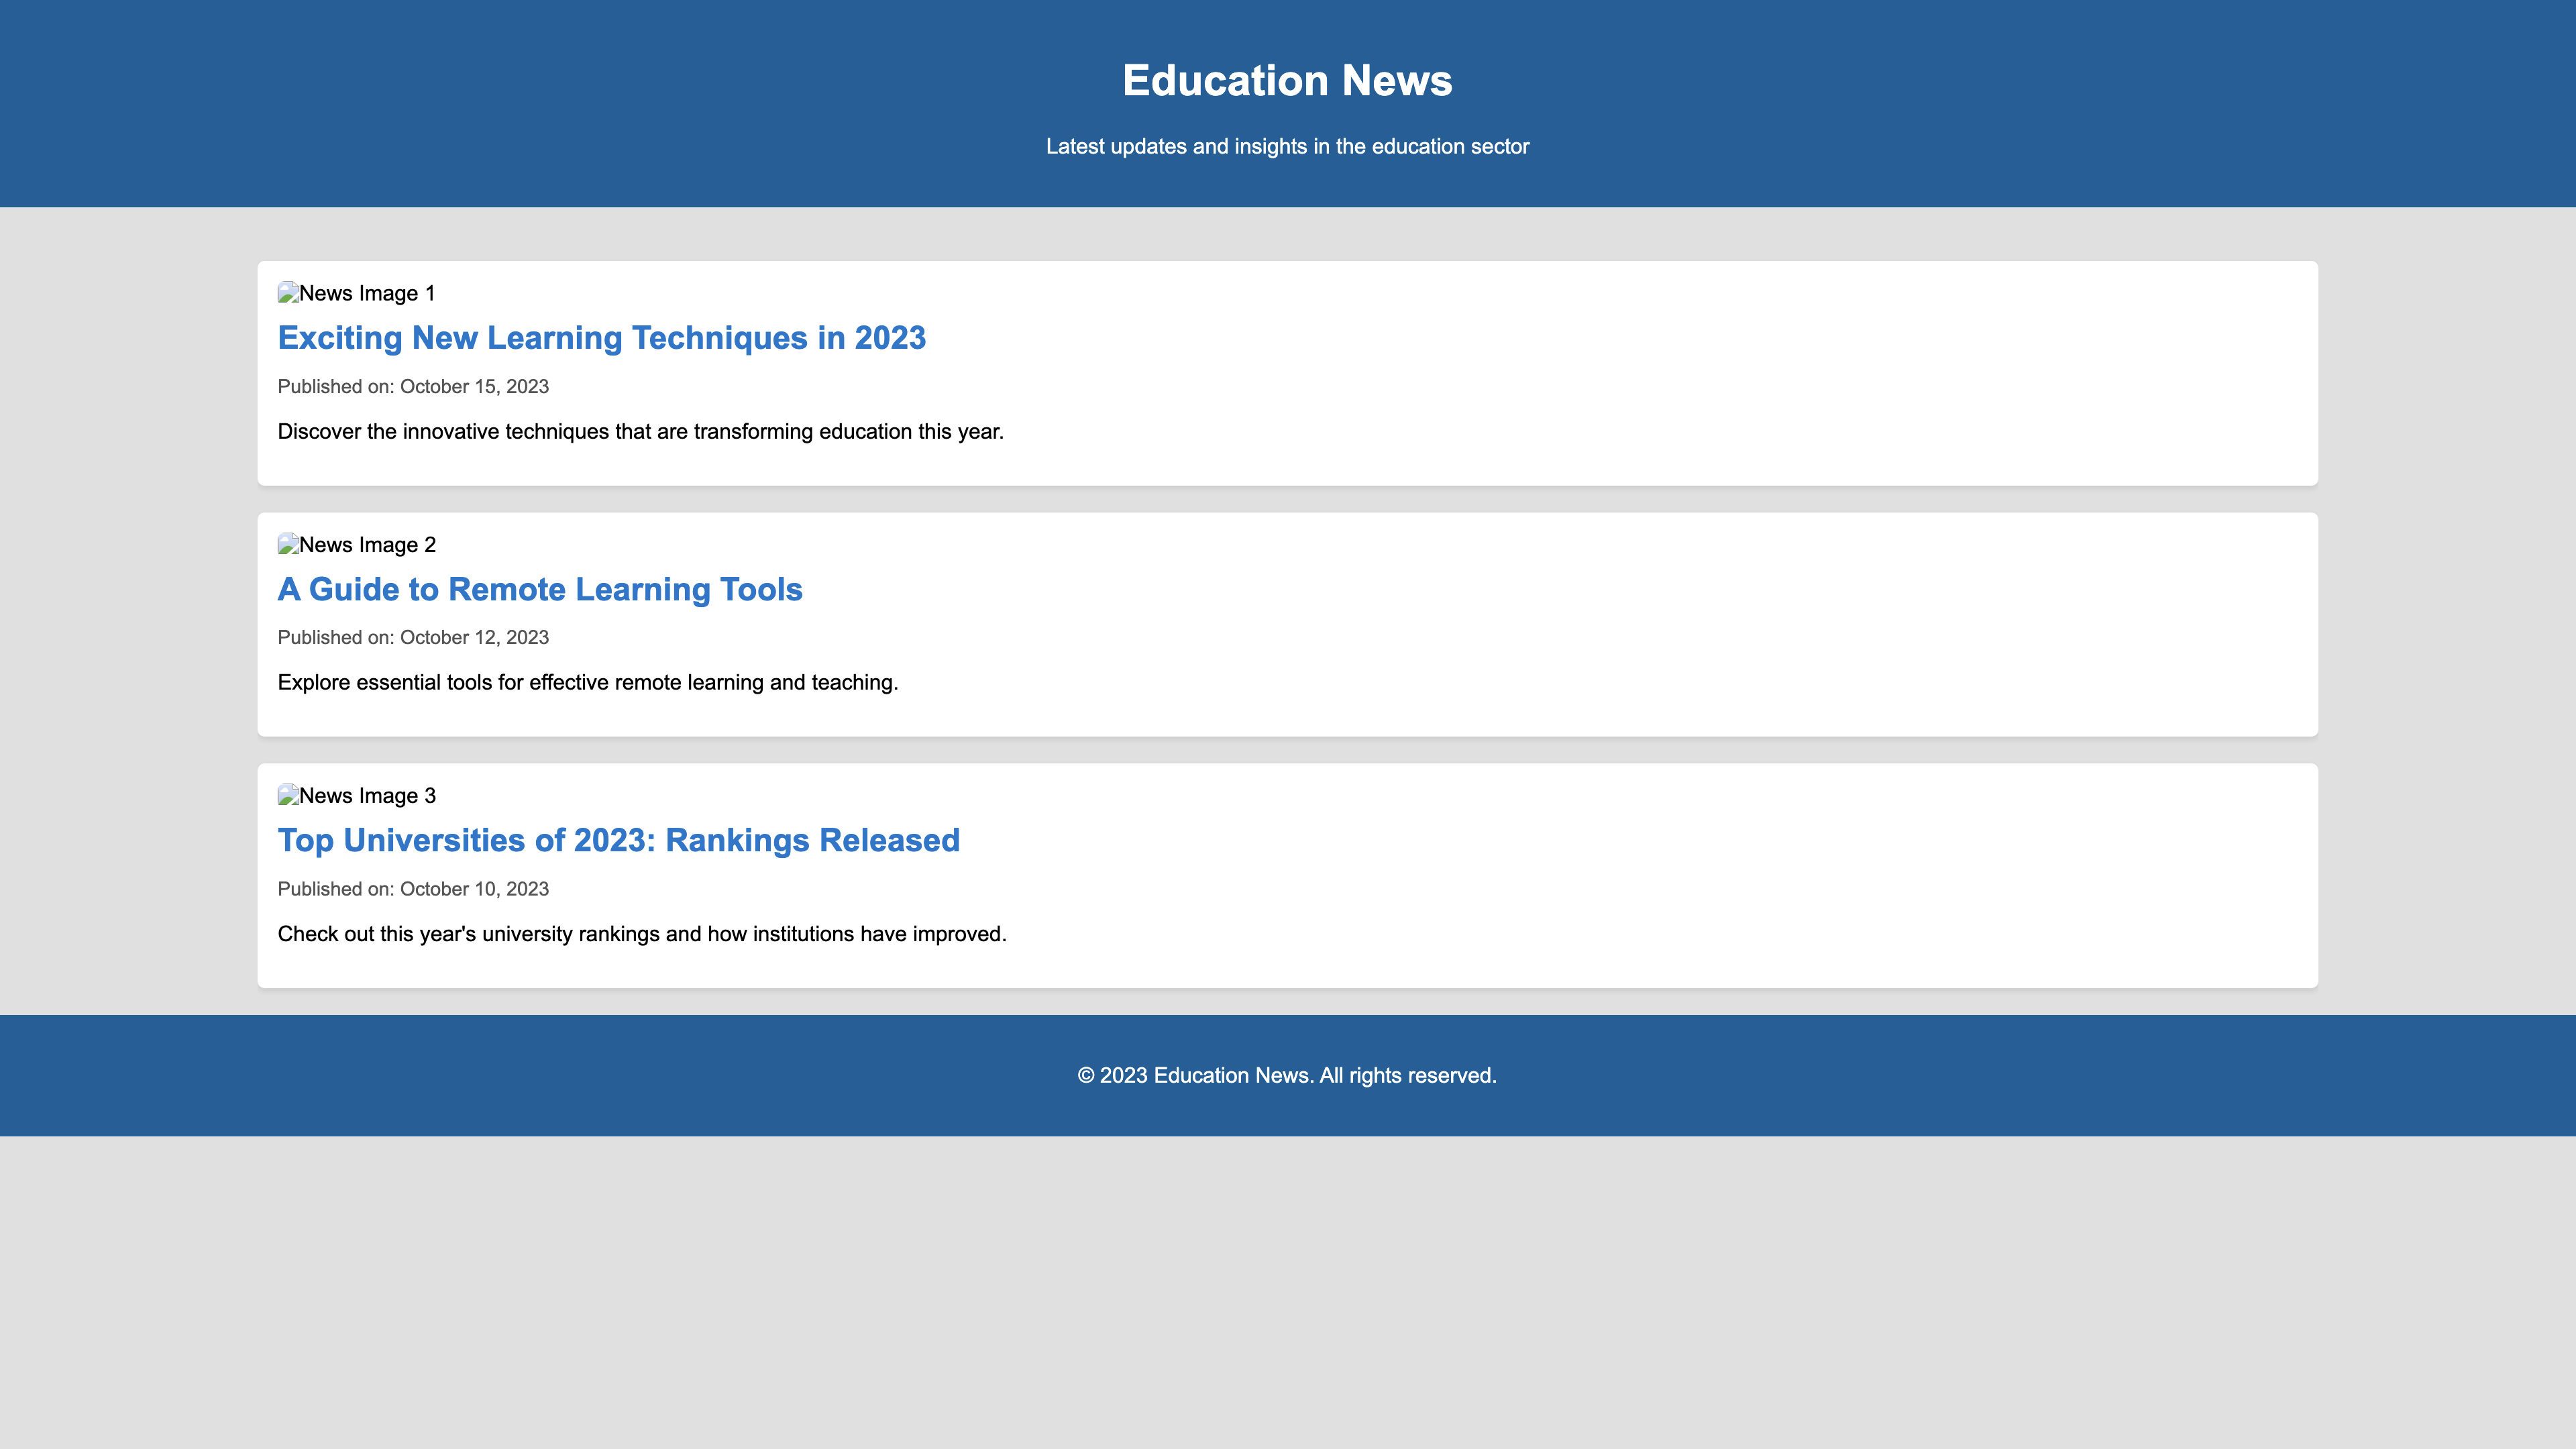 Education News
Latest updates and insights in the education sector
News Image 1
Exciting New Learning Techniques in 2023
Published on: October 15, 2023
Discover the innovative techniques that are transforming education this year.
News Image 2
A Guide to Remote Learning Tools
Published on: October 12, 2023
Explore essential tools for effective remote learning and teaching.
News Image 3
Top Universities of 2023: Rankings Released
Published on: October 10, 2023
Check out this year's university rankings and how institutions have improved.
© 2023 Education News. All rights reserved.